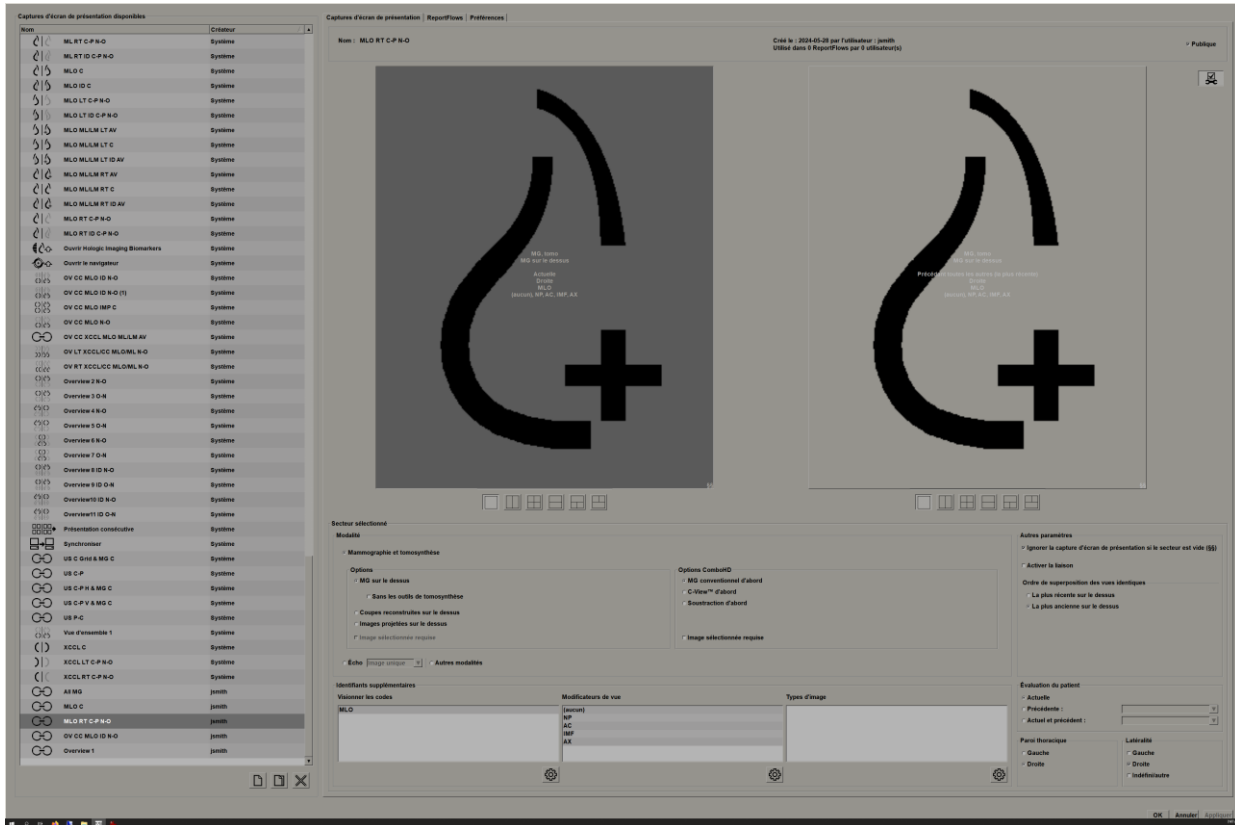 Captures d'écran de présentation disponibles
Nom
Créateur
ML RT C-P N-O Système
ML RT ID C-P N-O Système
MLO C Système
MLO ID C Système
MLO LT C-P N-O Système
MLO LT ID C-P N-O Système
MLO ML/LM LT AV Système
MLO ML/LM LT C Système
MLO ML/LM LT ID AV Système
MLO ML/LM RT AV Système
MLO ML/LM RT C Système
MLO ML/LM RT ID AV Système
MLO RT C-P N-O Système
MLO RT ID C-P N-O Système
Ouvrir Hologic Imaging Biomarkers Système
Ouvrir le navigateur Système
OV CC MLO ID N-O Système
OV CC MLO ID N-O (1) Système
OV CC MLO IMP C Système
OV CC MLO N-O Système
OV CC XCCL MLO ML/LM AV Système
OV LT XCCL/CC MLO/ML N-O Système
OV RT XCCL/CC MLO/ML N-O Système
Overview 2 N-O Système
Overview 3 O-N Système
Overview 4 N-O Système
Overview 5 O-N Système
Overview 6 N-O Système
Overview 7 O-N Système
Overview 8 ID N-O Système
Overview 9 ID O-N Système
Overview10 ID N-O Système
Overview11 ID O-N Système
Présentation consécutive Système
Synchroniser Système
US C Grid & MG C Système
US C-P Système
US C-P H & MG C Système
US C-P V & MG C Système
US P-C Système
Vue d'ensemble 1 Système
XCCL C Système
XCCL LT C-P N-O Système
XCCL RT C-P N-O Système
All MG jsmith
MLO C jsmith
MLO RT C-P N-O jsmith
OV CC MLO ID N-O jsmith
Overview 1 jsmith
Captures d'écran de présentation ReportFlows Préférences
Nom : MLO RT C-P N-O
Créé le : 2024-05-28 par l'utilisateur : jsmith
Utilisé dans 0 ReportFlows par 0 utilisateur(s)
Publique
MG, tomo
MG sur le dessus
Actuelle
Droite
MLO
(aucun), NP, AC, IMF, AX
MG, tomo
MG sur le dessus
Droite
MLO
(aucun), NP, AC, IMF, AX
Secteur sélectionné
Modalité
Mammographie et tomosynthèse
Options
MG sur le dessus
Sans les outils de tomosynthèse
Coupes reconstruites sur le dessus
Images projetées sur le dessus
Image sélectionnée requise
Options ComboHD
MG conventionnel d'abord
C-View™ d'abord
Soustraction d'abord
Image sélectionnée requise
Écho Image unique Autres modalités
Autres paramètres
Ignorer la capture d'écran de présentation si le secteur est vide (§§)
Activer la liaison
Ordre de superposition des vues identiques
La plus récente sur le dessus
La plus ancienne sur le dessus
Identifiants supplémentaires
Visionner les codes
MLO
Modificateurs de vue
(aucun)
NP
AC
IMF
AX
Types d'image
Évaluation du patient
Actuelle
Précédente :
Actuel et précédent :
Paroi thoracique
Gauche
Droite
Latéralité
Gauche
Droite
Indéfini/autre
OK Annuler Appliquer